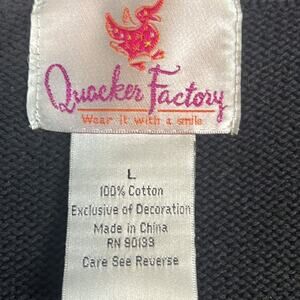 Quacker Factory
Wear it with a smile
L
100% Cotton
Exclusive of Decoration
Made in China
RN 90133
Care See Reverse